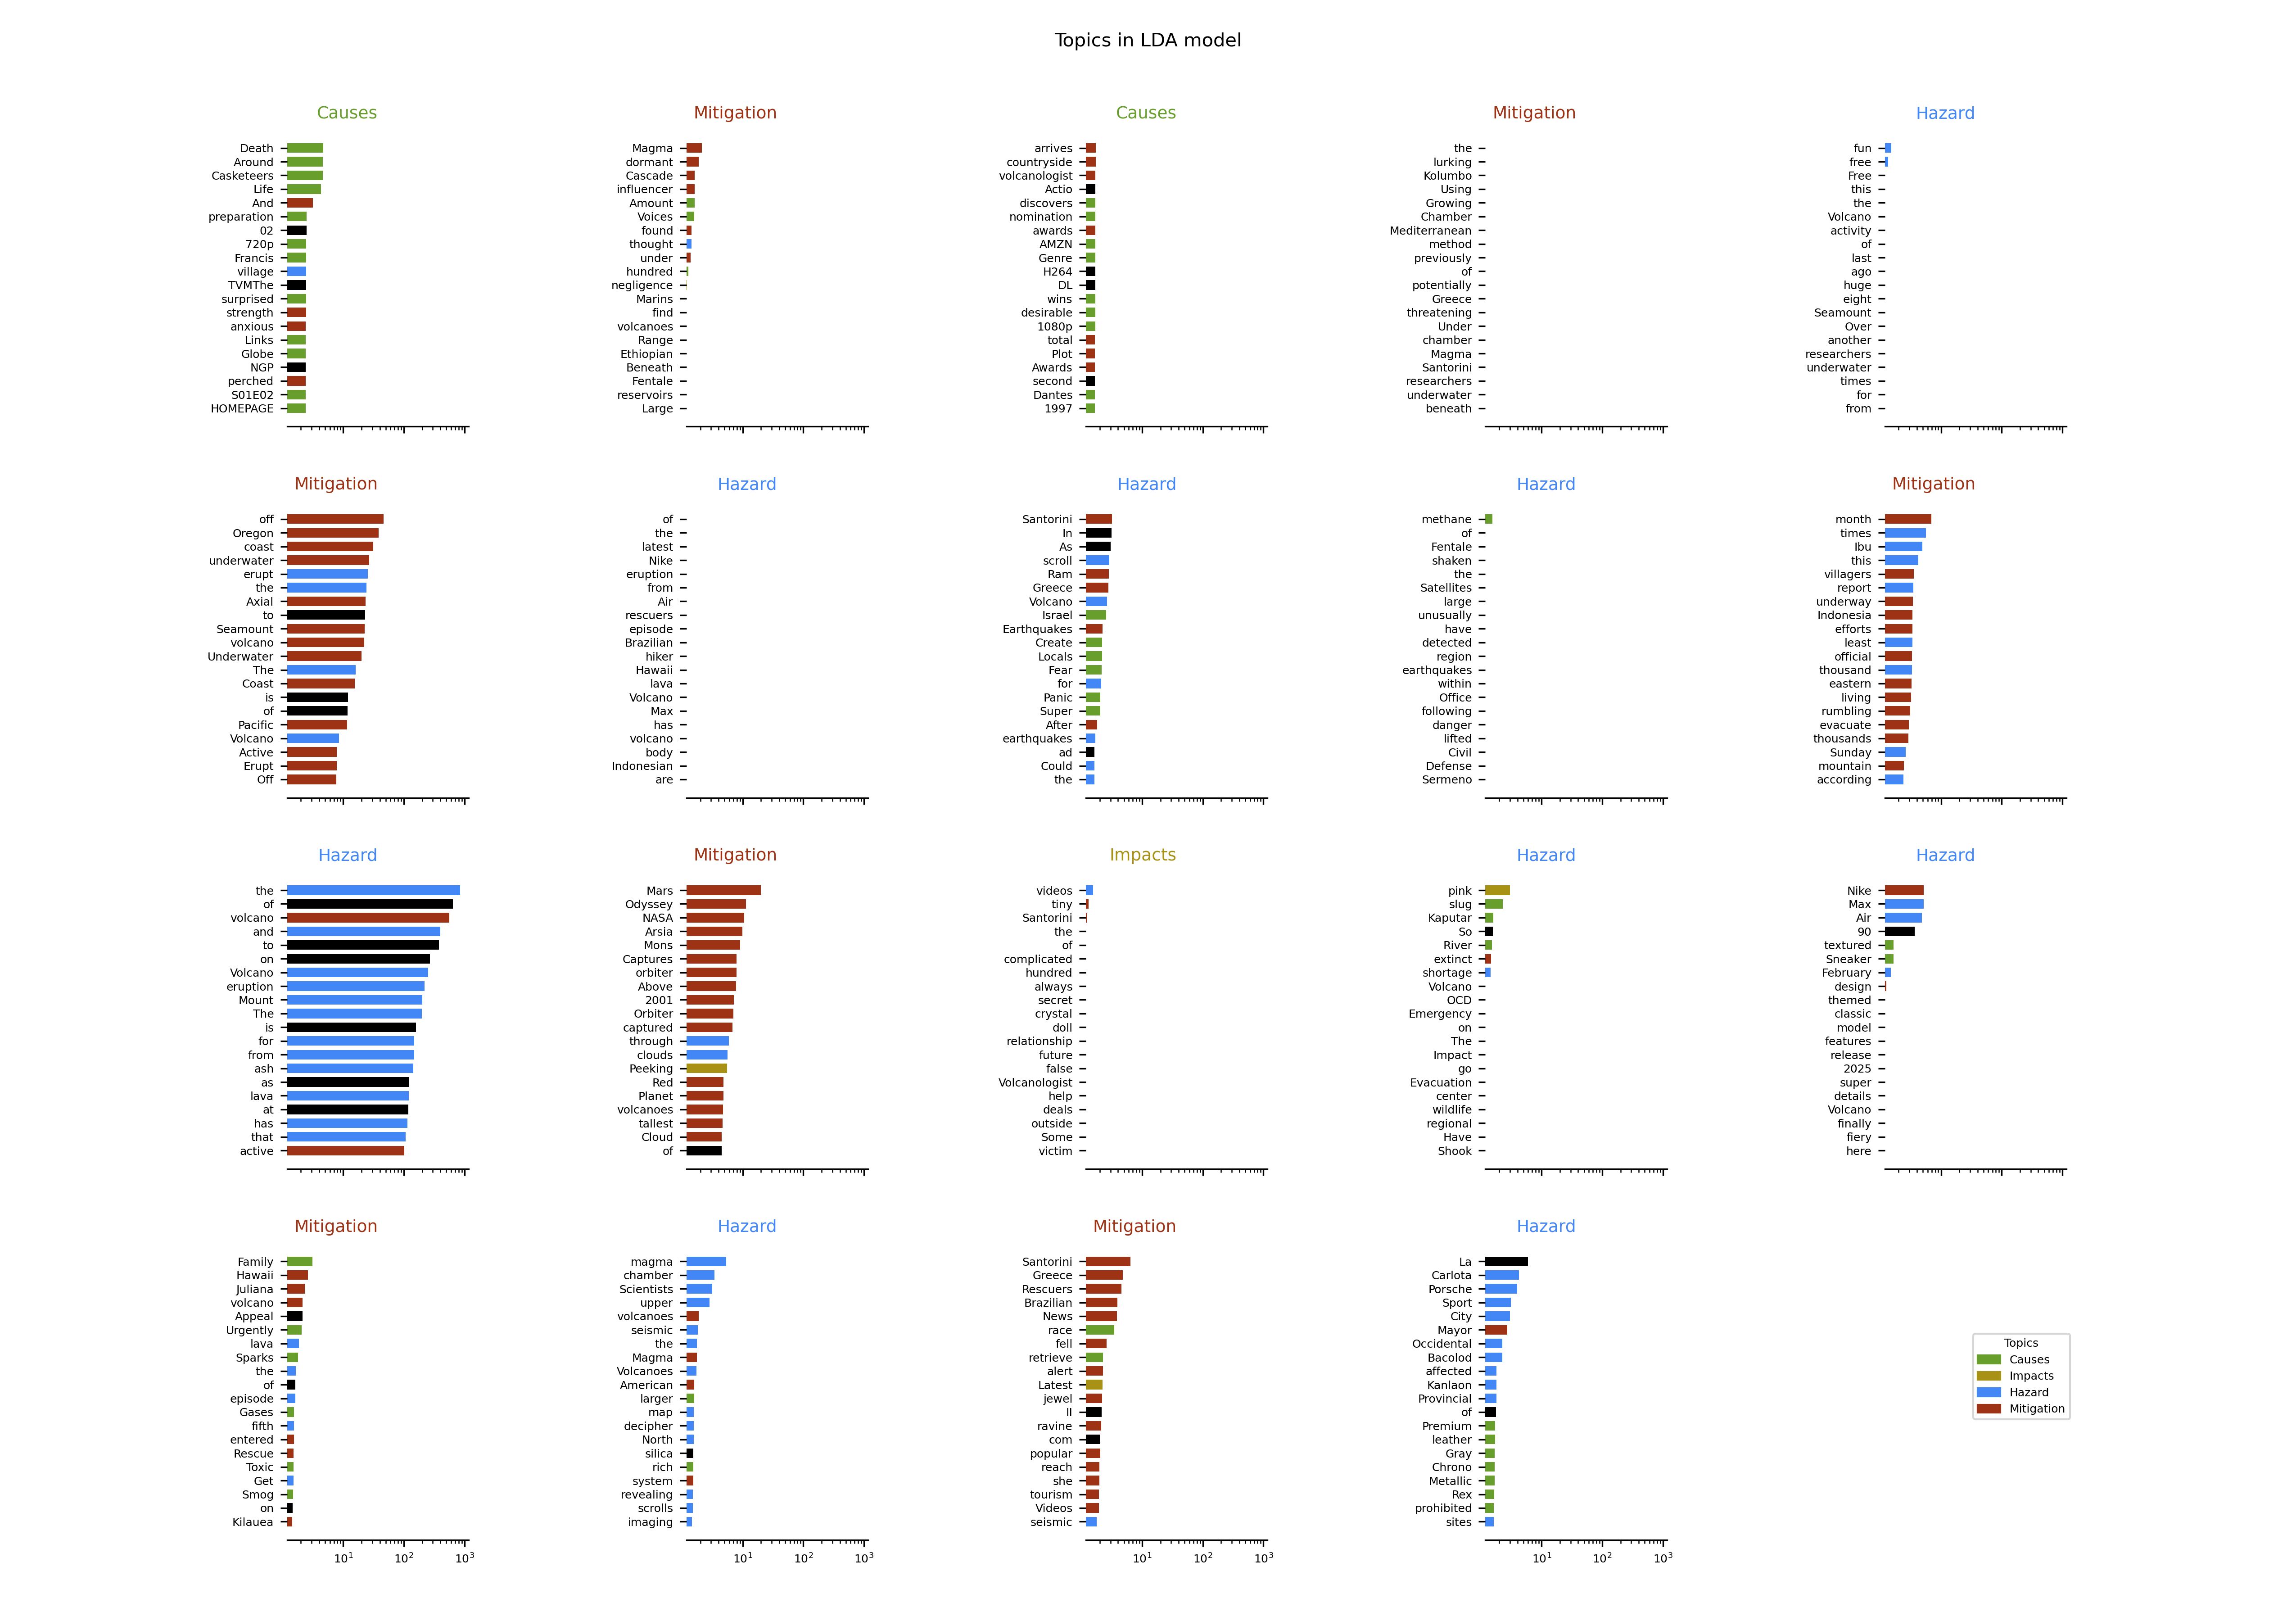 Topics in LDA model
Causes
Death
Around
Casketeers
Life
And
preparation
02
720p
Francis
village
TVMThe
surprised
strength
anxious
Links
Globe
NGP
perched
S01E02
HOMEPAGE
Mitigation
Magma
dormant
Cascade
influencer
Amount
Voices
found
thought
under
hundred
negligence
Marins
find
volcanoes
Range
Ethiopian
Beneath
Fentale
reservoirs
Large
Causes
arrives
countryside
volcanologist
Actio
discovers
nomination
awards
AMZN
Genre
H264
DL
wins
desirable
1080p
total
Plot
Awards
second
Dantes
1997
Mitigation
the
lurking
Kolumbo
Using
Growing
Chamber
Mediterranean
method
previously
of
potentially
Greece
threatening
Under
chamber
Magma
Santorini
researchers
underwater
beneath
Hazard
fun
free
Free
this
the
Volcano
activity
of
last
ago
huge
eight
Seamount
Over
another
researchers
underwater
times
for
from
Mitigation
off
Oregon
coast
underwater
erupt
the
Axial
to
Seamount
volcano
Underwater
The
Coast
is
of
Pacific
Volcano
Active
Erupt
Off
Hazard
of
the
latest
Nike
eruption
from
Air
rescuers
episode
Brazilian
hiker
Hawaii
lava
Volcano
Max
has
volcano
body
Indonesian
are
Hazard
Santorini
In
As
scroll
Ram
Greece
Volcano
Israel
Earthquakes
Create
Locals
Fear
for
Panic
Super
After
earthquakes
ad
Could
the
Hazard
methane
of
Fentale
shaken
the
Satellites
large
unusually
have
detected
region
earthquakes
within
Office
following
danger
lifted
Civil
Defense
Sermeno
Mitigation
month
times
Ibu
this
villagers
report
underway
Indonesia
efforts
least
official
thousand
eastern
living
rumbling
evacuate
thousands
Sunday
mountain
according
Hazard
the
of
volcano
and
to
on
Volcano
eruption
Mount
The
is
for
from
ash
as
lava
at
has
that
active
Mitigation
Mars
Odyssey
NASA
Arsia
Mons
Captures
orbiter
Above
2001
Orbiter
captured
through
clouds
Peeking
Red
Planet
volcanoes
tallest
Cloud
of
Impacts
videos
tiny
Santorini
the
of
complicated
hundred
always
secret
crystal
doll
relationship
future
false
Volcanologist
help
deals
outside
Some
victim
Hazard
pink
slug
Kaputar
So
River
extinct
shortage
Volcano
OCD
Emergency
on
The
Impact
go
Evacuation
center
wildlife
regional
Have
Shook
Hazard
Nike
Max
Air
90
textured
Sneaker
February
design
themed
classic
model
features
release
2025
super
details
Volcano
finally
fiery
here
Mitigation
Family
Hawaii
Juliana
volcano
Appeal
Urgently
lava
Sparks
the
of
episode
Gases
fifth
entered
Rescue
Toxic
Get
Smog
on
Kilauea
10¹ 10² 10³
Hazard
magma
chamber
Scientists
upper
volcanoes
seismic
the
Magma
Volcanoes
American
larger
map
decipher
North
silica
rich
system
revealing
scrolls
imaging
10¹ 10² 10³
Mitigation
Santorini
Greece
Rescuers
Brazilian
News
race
fell
retrieve
alert
Latest
jewel
II
ravine
com
popular
reach
she
tourism
Videos
seismic
10¹ 10² 10³
Hazard
La
Carlota
Porsche
Sport
City
Mayor
Occidental
Bacolod
affected
Kanlaon
Provincial
of
Premium
leather
Gray
Chrono
Metallic
Rex
prohibited
sites
10¹ 10² 10³
Topics
Causes
Impacts
Hazard
Mitigation